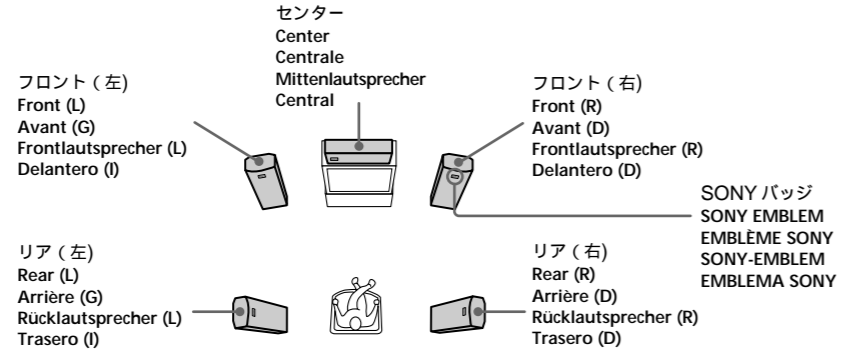 センター
Center
Centrale
Mittenlautsprecher
Central
フロント ( 左)
Front (L)
Avant (G)
Frontlautsprecher (L)
Delantero (I)
フロント ( 右)
Front (R)
Avant (D)
Frontlautsprecher (R)
Delantero (D)
SONY バッジ
SONY EMBLEM
EMBLÈME SONY
SONY-EMBLEM
EMBLEMA SONY
リア ( 左)
Rear (L)
Arrière (G)
Rücklautsprecher (L)
Trasero (I)
リア ( 右)
Rear (R)
Arrière (D)
Rücklautsprecher (R)
Trasero (D)